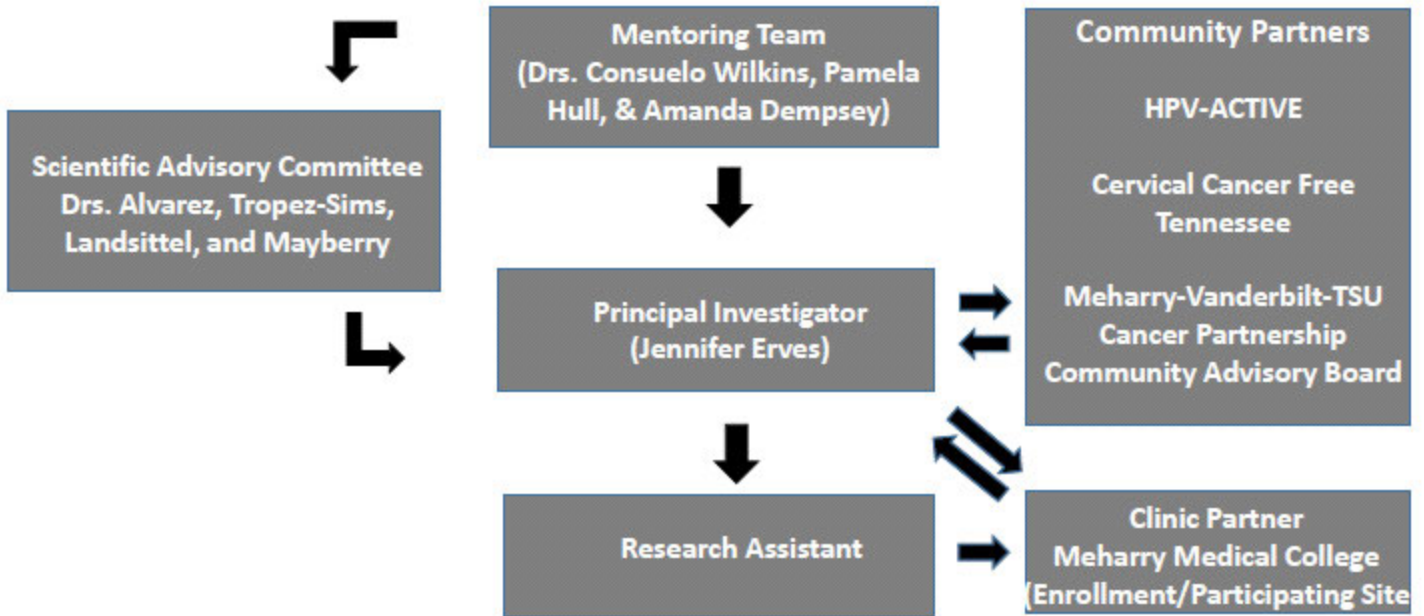 Mentoring Team
(Drs. Consuelo Wilkins, Pamela
Hull, & Amanda Dempsey)
Community Partners
HPV-ACTIVE
Cervical Cancer Free
Tennessee
Meharry-Vanderbilt-TSU
Cancer Partnership
Community Advisory Board
Scientific Advisory Committee
Drs. Alvarez, Tropez-Sims,
Landsittel, and Mayberry
Principal Investigator
(Jennifer Erves)
Research Assistant
Clinic Partner
Meharry Medical College
(Enrollment/Participating Site